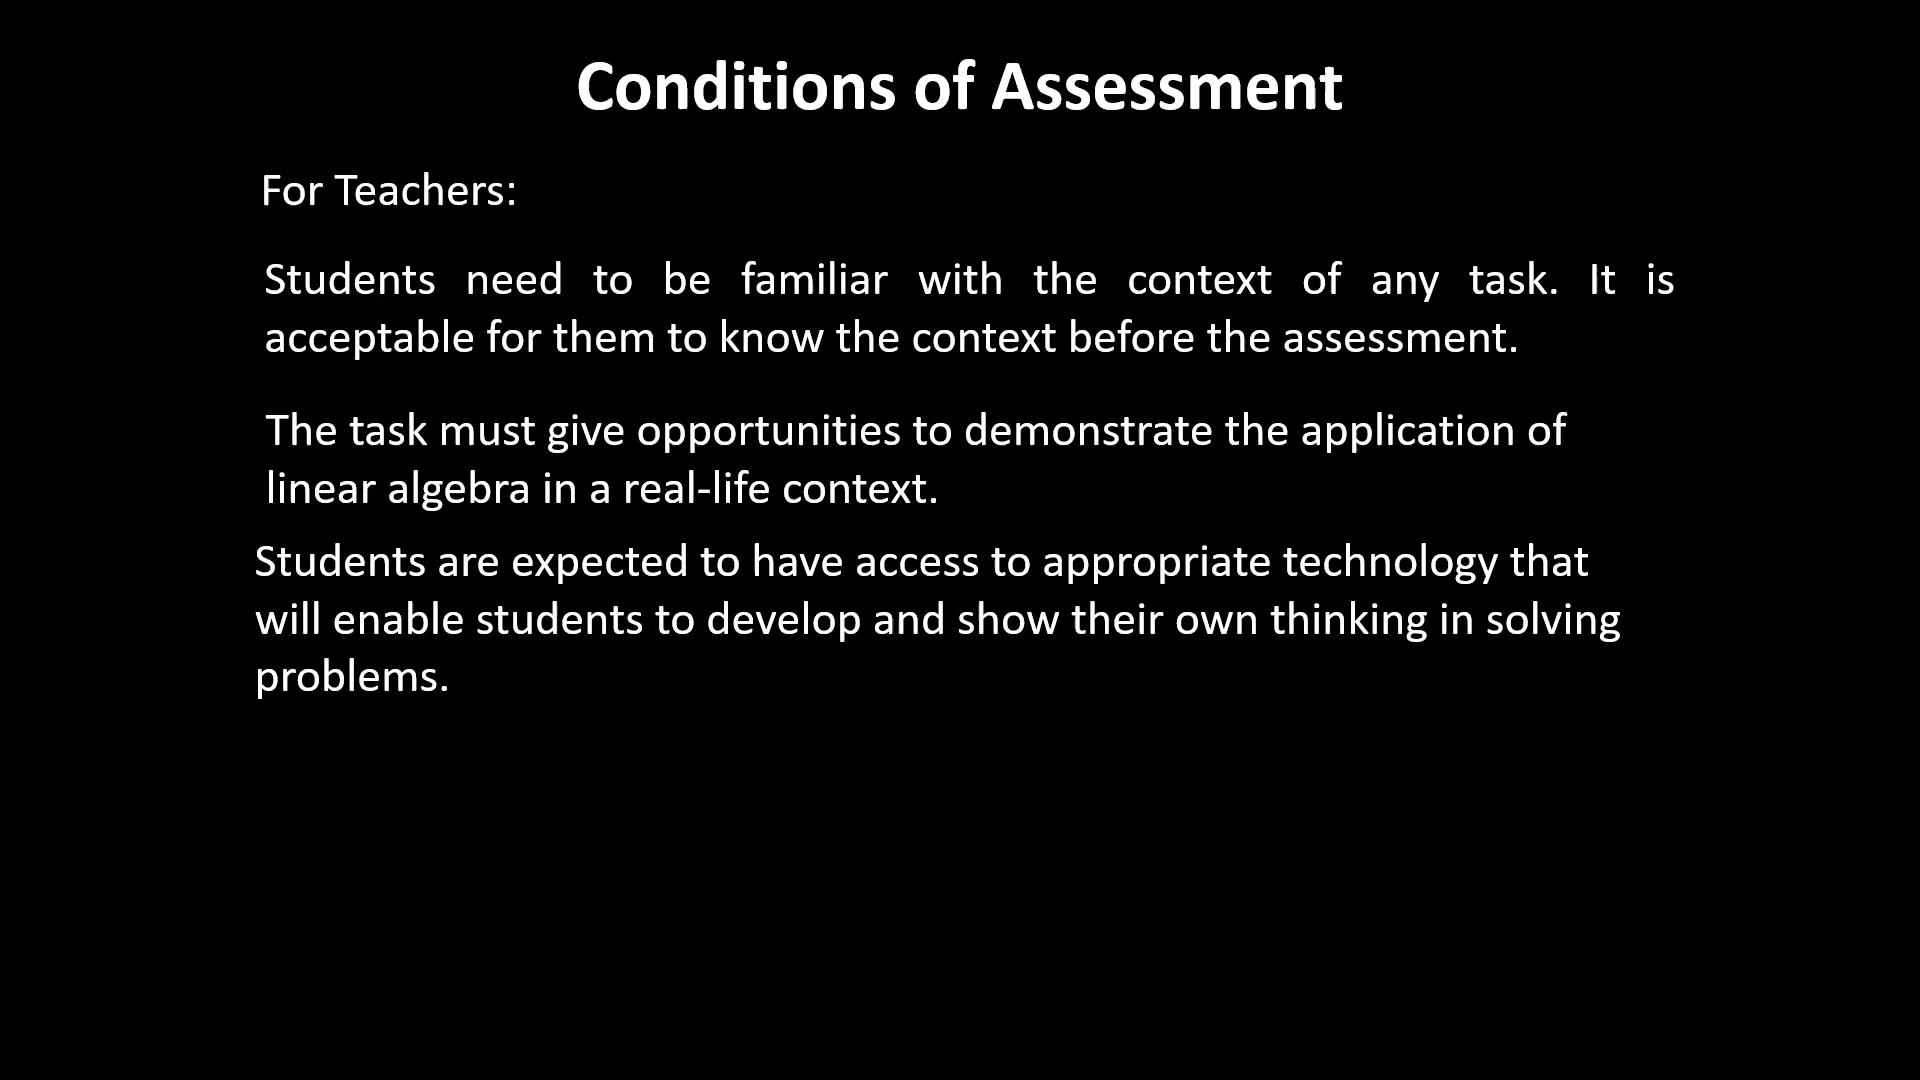 Conditions of Assessment
For Teachers:
Students need to be familiar with the context of any task. It is
acceptable for them to know the context before the assessment.
The task must give opportunities to demonstrate the application of
linear algebra in a real-life context.
Students are expected to have access to appropriate technology that
will enable students to develop and show their own thinking in solving
problems.